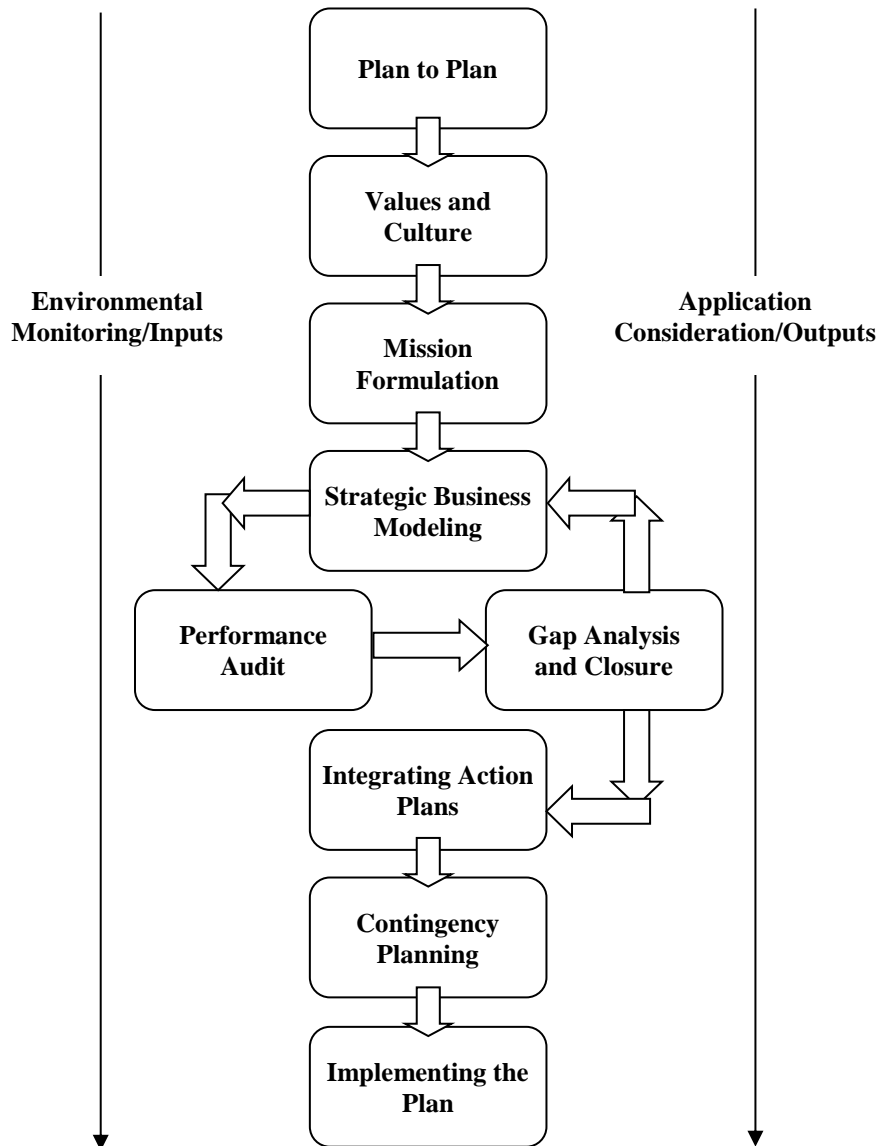 Plan to Plan
Values and
Culture
Environmental
Monitoring/Inputs
Application
Consideration/Outputs
Mission
Formulation
Strategic Business
Modeling
Performance
Audit
Gap Analysis
and Closure
Integrating Action
Plans
Contingency
Planning
Implementing the
Plan